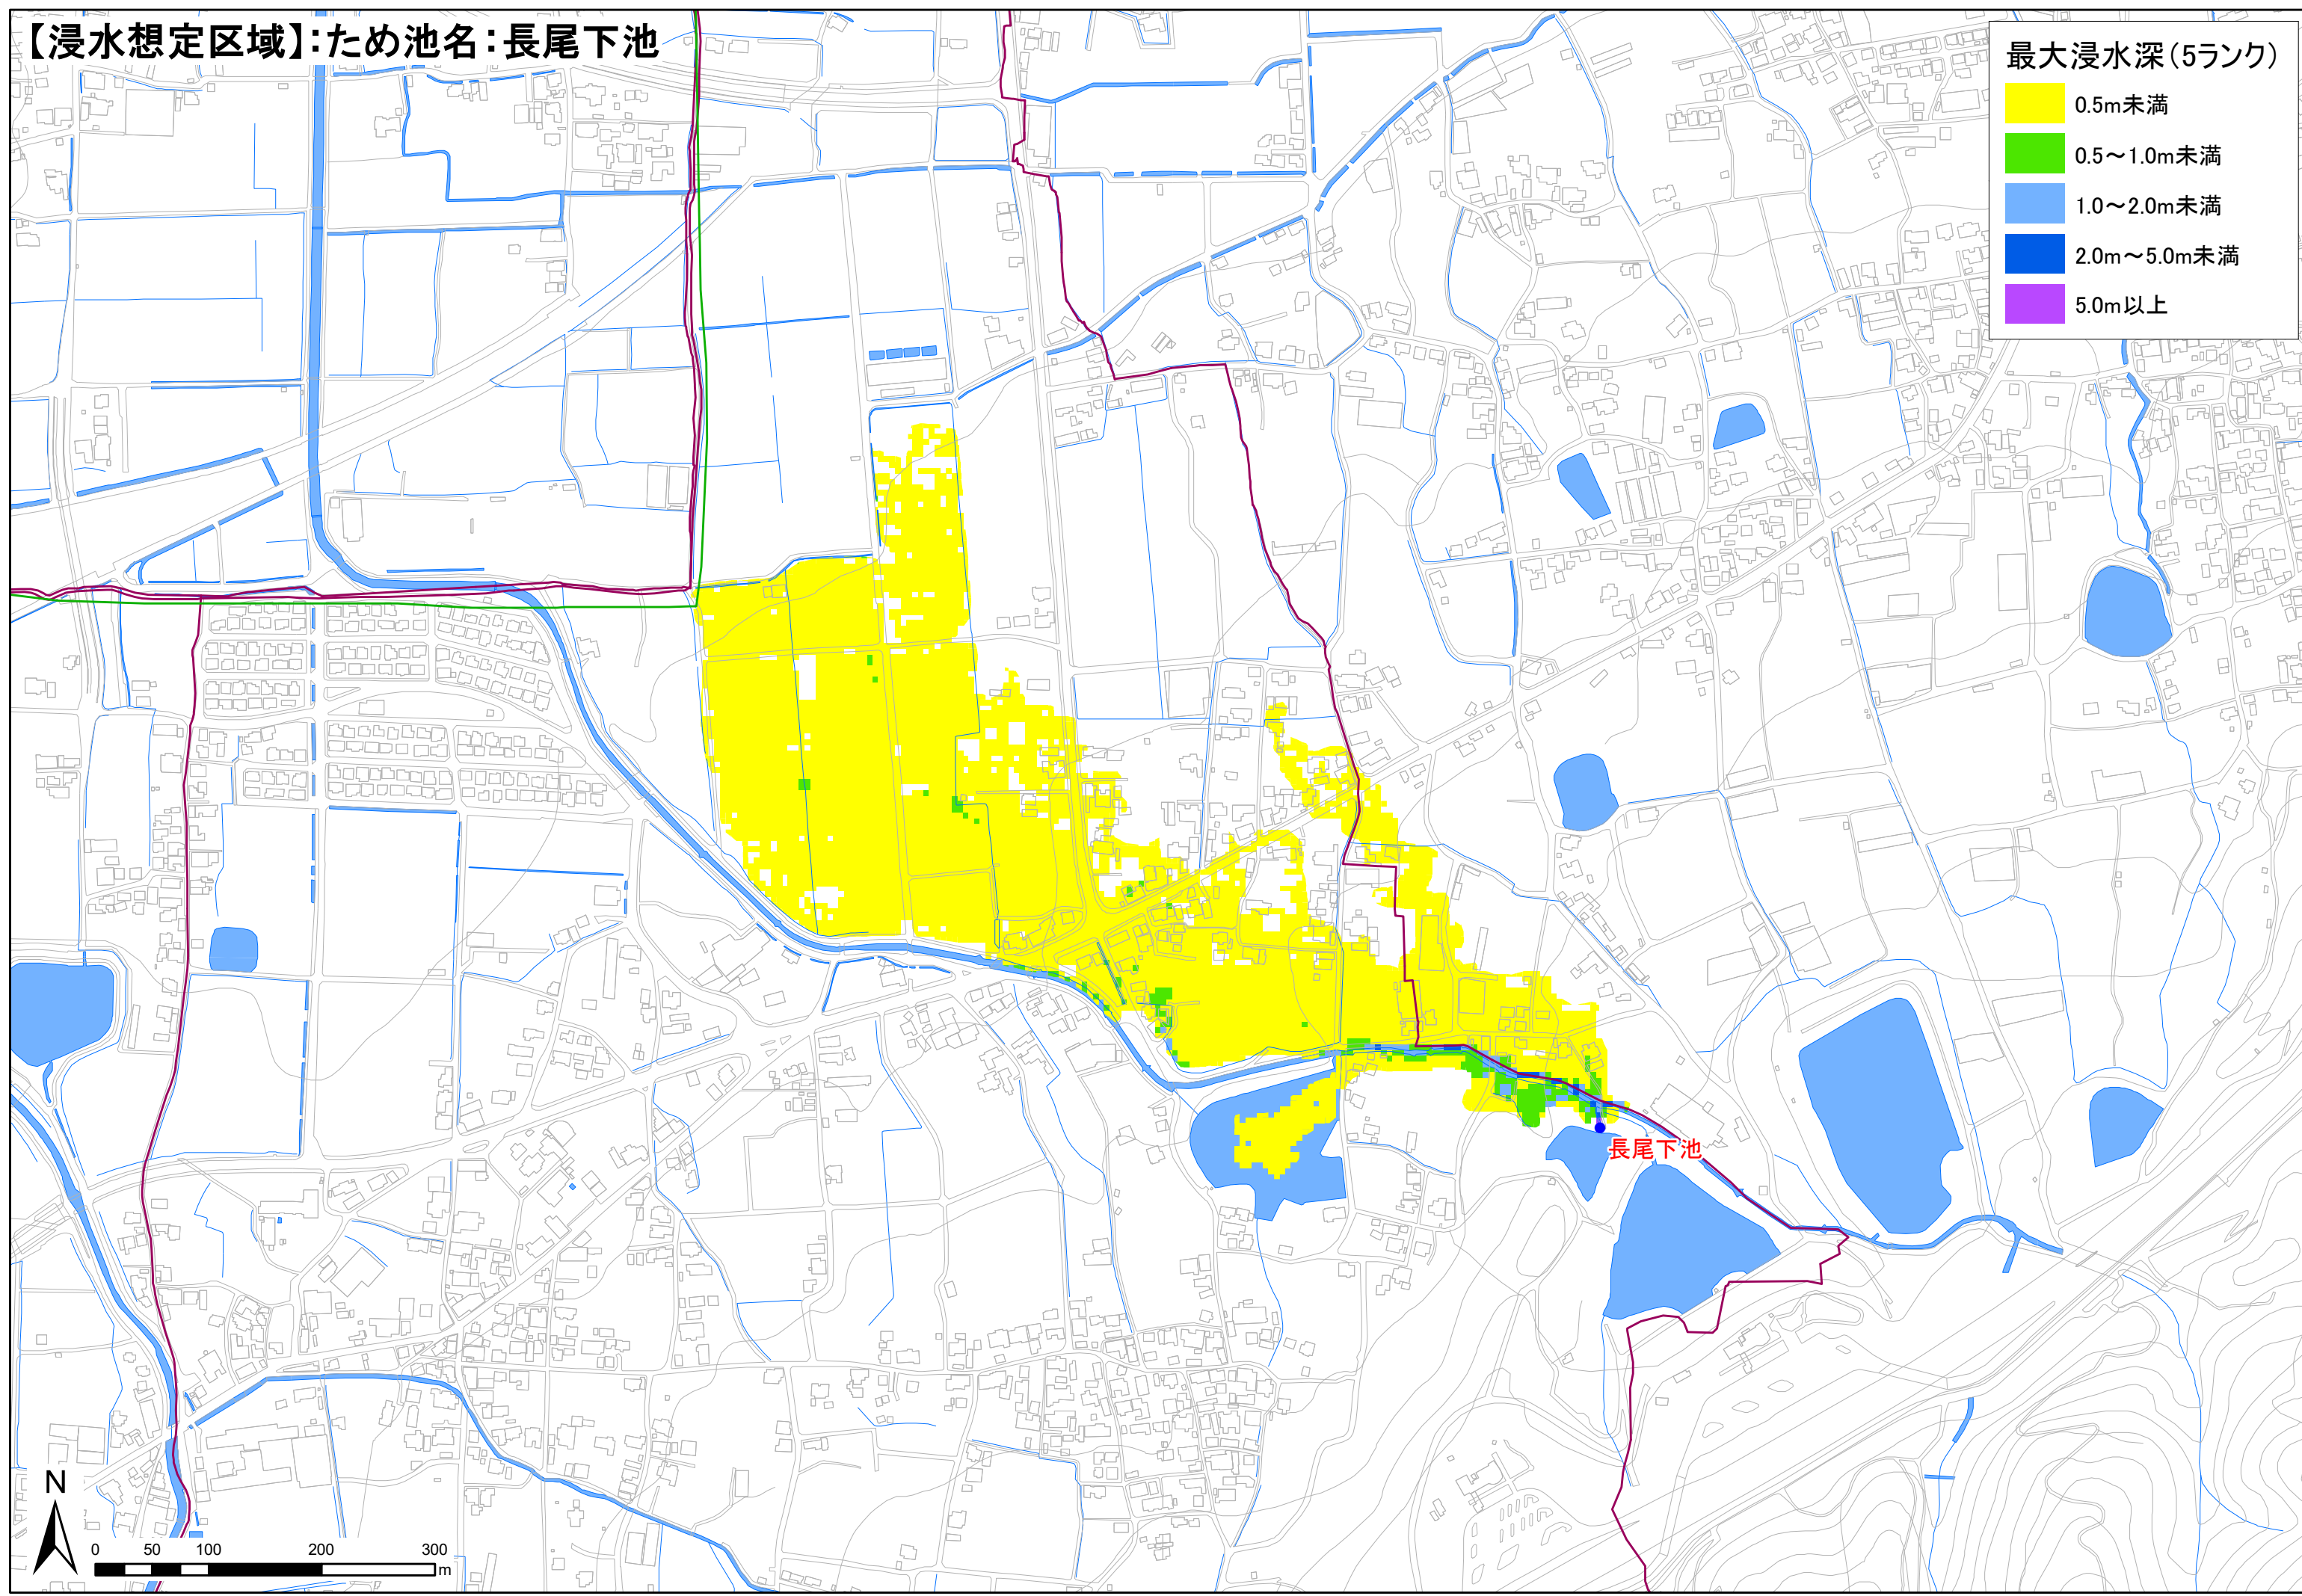 【浸水想定区域】:ため池名:長尾下池
最大浸水深(5ランク)
0.5m未満
0.5～1.0m未満
1.0～2.0m未満
2.0m～5.0m未満
5.0m以上
長尾下池
N
0 50 100 200 300
m